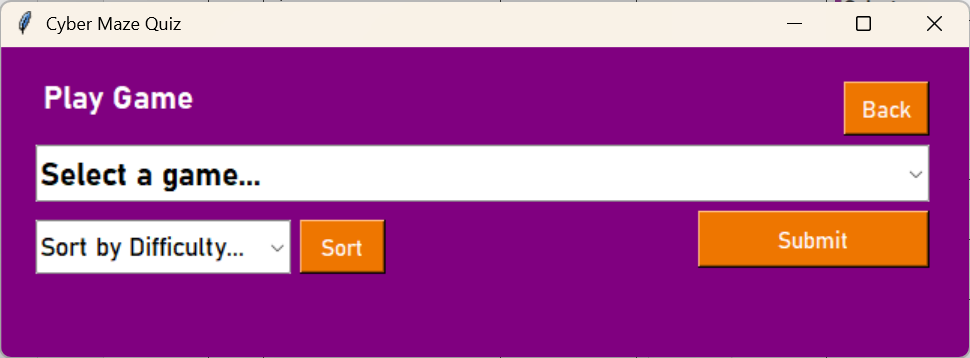 Cyber Maze Quiz
Play Game
Back
Select a game...
Sort by Difficulty...
Sort
Submit